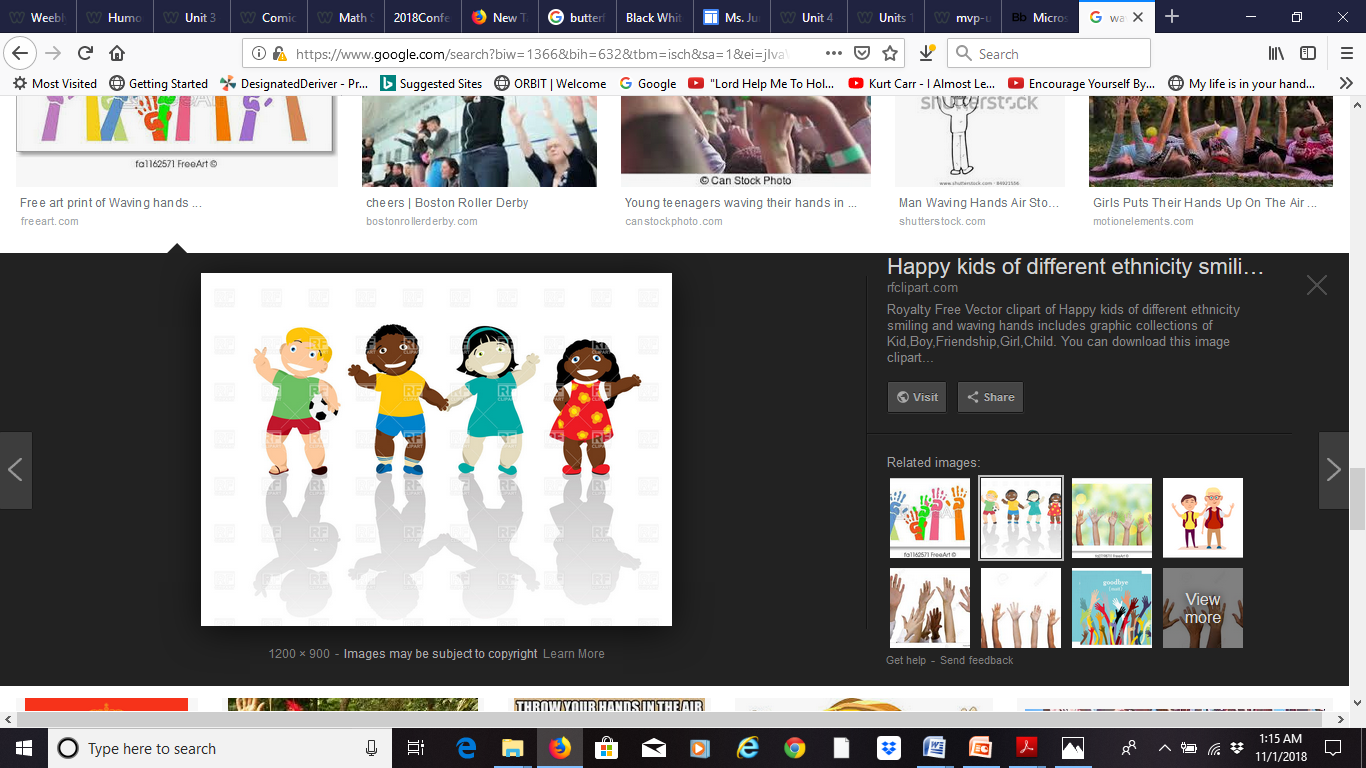 Weebly
Humo
Unit 3
Comic
Math S
2018Confe
New T
butterf
Black Whit
Ms. Ju
Unit 4
Units 1
mvp-u
Bb Micros
wa
https://www.google.com/search?biw=1366&bih=632&tbm=isch&sa=1&ei=jIva
Search
Most Visited
Getting Started
DesignatedDeriver - Pr...
Suggested Sites
ORBIT | Welcome
Google
"Lord Help Me To Hol...
Kurt Carr - I Almost Le...
Encourage Yourself By...
My life is in your hand...
fa1162571 FreeArt ©
© Can Stock Photo
shutterstock
www.shutterstock.com · 84921556
Free art print of Waving hands ...
freeart.com
cheers | Boston Roller Derby
bostonrollerderby.com
Young teenagers waving their hands in ...
canstockphoto.com
Man Waving Hands Air Sto...
shutterstock.com
Girls Puts Their Hands Up On The Air ...
motionelements.com
RF
CLIPART
1200 × 900 - Images may be subject to copyright Learn More
Happy kids of different ethnicity smili...
rfclipart.com
Royalty Free Vector clipart of Happy kids of different ethnicity
smiling and waving hands includes graphic collections of
Kid,Boy,Friendship,Girl,Child. You can download this image
clipart...
Visit
Share
Related images:
fa1162571 FreeArt ©
goodbye
View
more
Get help - Send feedback
THROW YOUR HANDS IN THE AIR
Type here to search
1:15 AM
11/1/2018